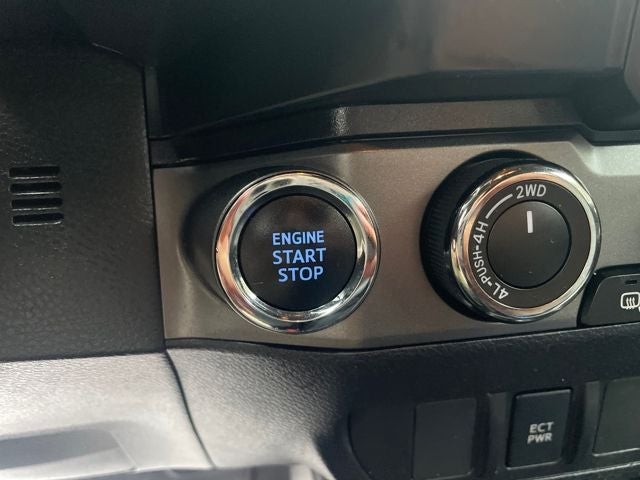 ENGINE
START
STOP
2WD
4L-PUSH-4H
ECT
PWR